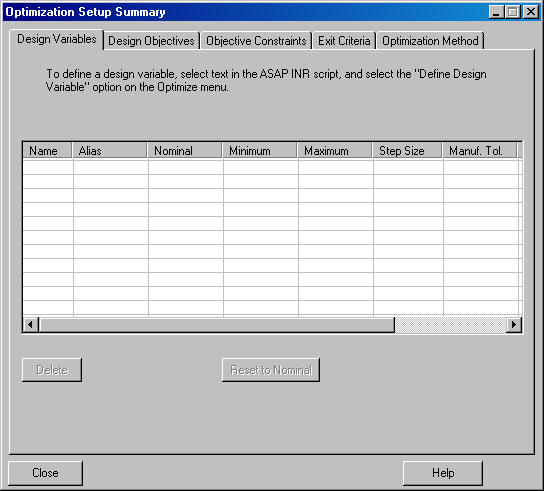 Optimization Setup Summary
Design Variables Design Objectives Objective Constraints Exit Criteria Optimization Method
To define a design variable, select text in the ASAP INR script, and select the "Define Design
Variable" option on the Optimize menu.
Name Alias Nominal Minimum Maximum Step Size Manuf. Tol.
Delete Reset to Nominal
Close Help